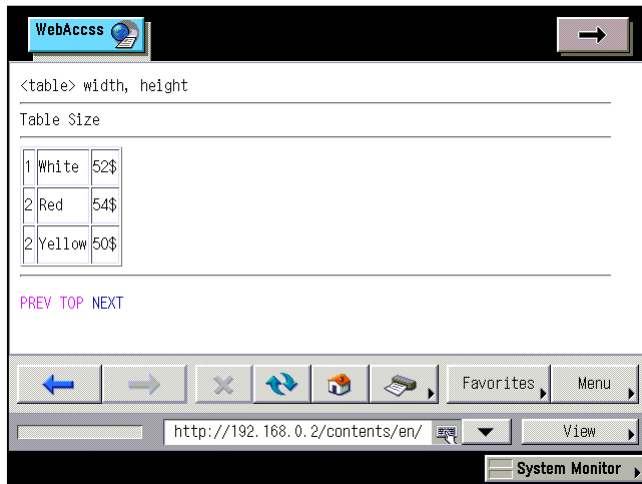 WebAccss
<table> width, height
Table Size
1 White 52$
2 Red 54$
2 Yellow 50$
PREV TOP NEXT
Favorites Menu
http://192.168.0.2/contents/en/ View
System Monitor